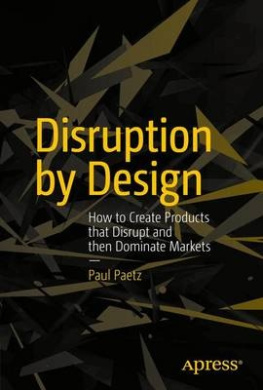 Disruption
by Design
How to Create Products
that Disrupt and
then Dominate Markets
—
Paul Paetz
Apress®